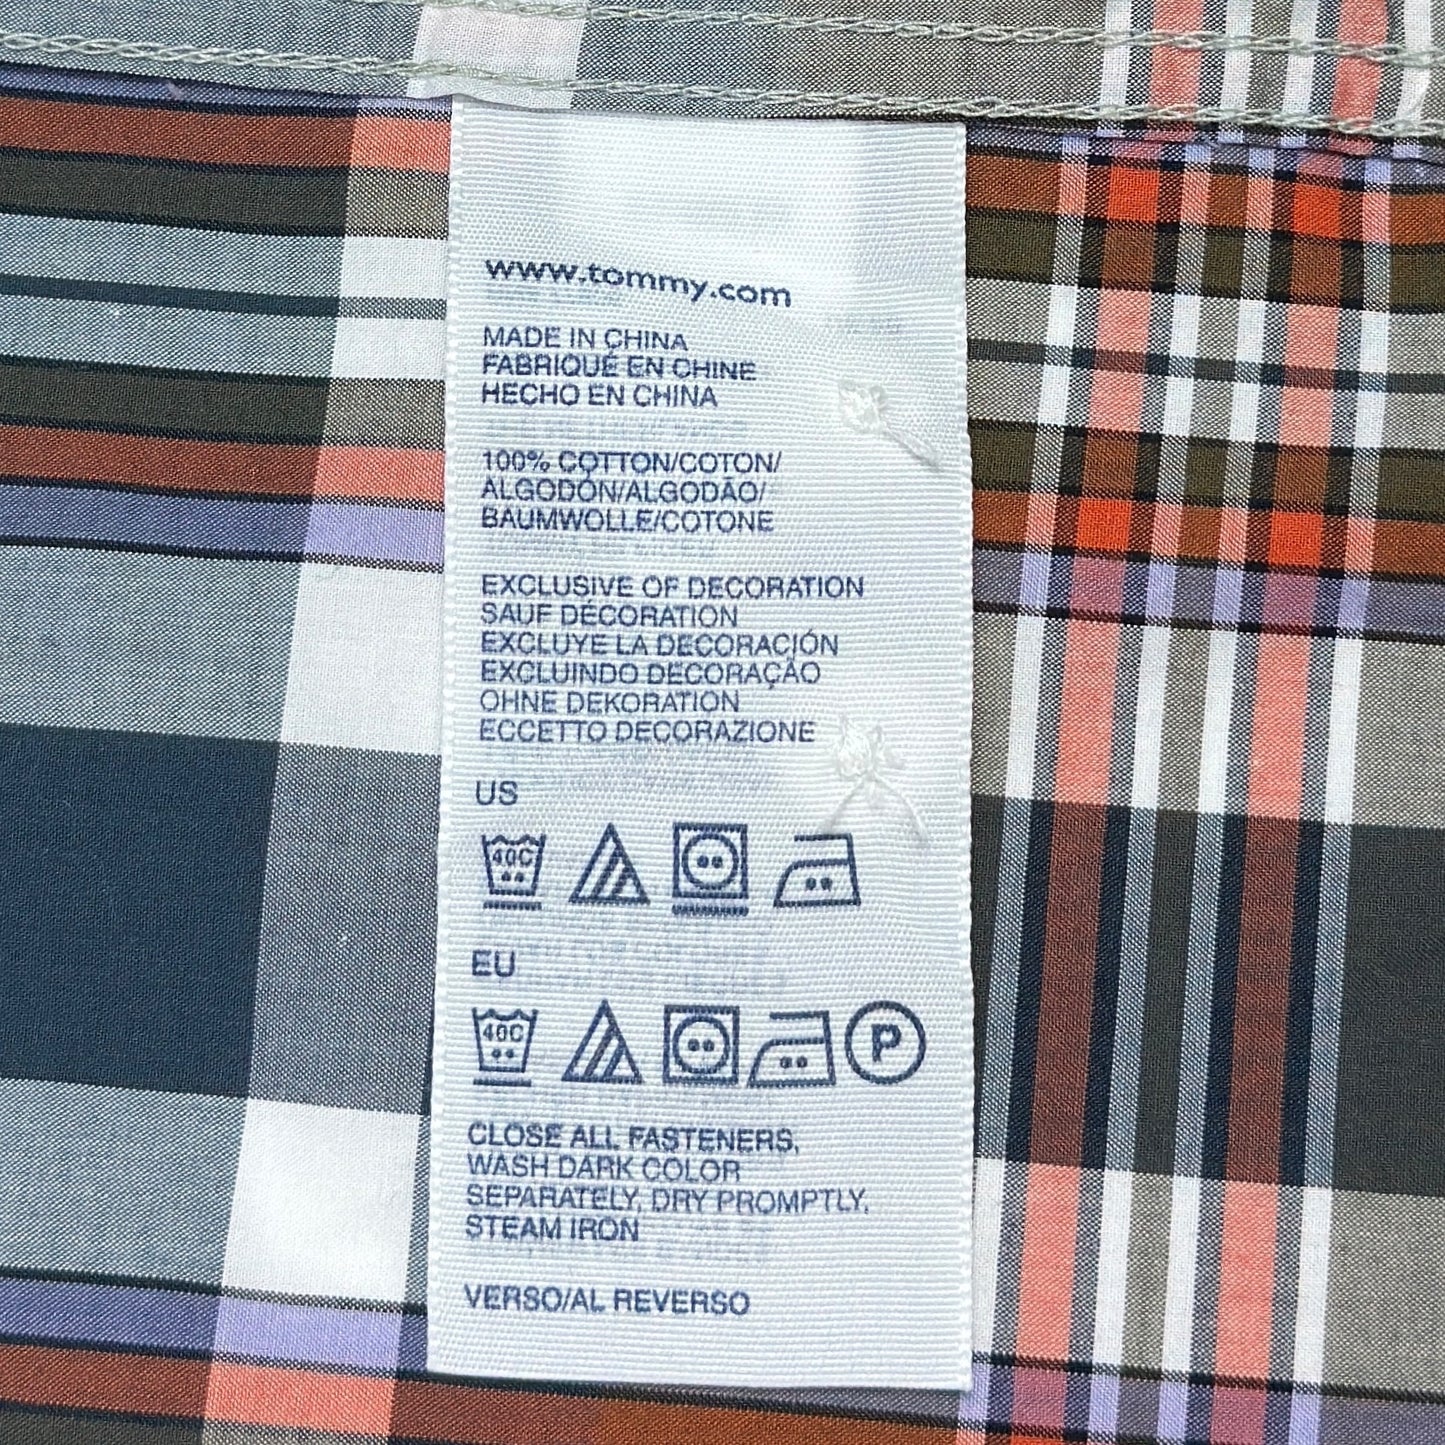 www.tommy.com
MADE IN CHINA
FABRIQUÉ EN CHINE
HECHO EN CHINA
100% COTTON/COTON/
ALGODÓN/ALGODÃO/
BAUMWOLLE/COTONE
EXCLUSIVE OF DECORATION
SAUF DÉCORATION
EXCLUYE LA DECORACIÓN
EXCLUINDO DECORAÇÃO
OHNE DEKORATION
ECCETTO DECORAZIONE
US
40C
EU
40C P
CLOSE ALL FASTENERS,
WASH DARK COLOR
SEPARATELY, DRY PROMPTLY,
STEAM IRON
VERSO/AL REVERSO